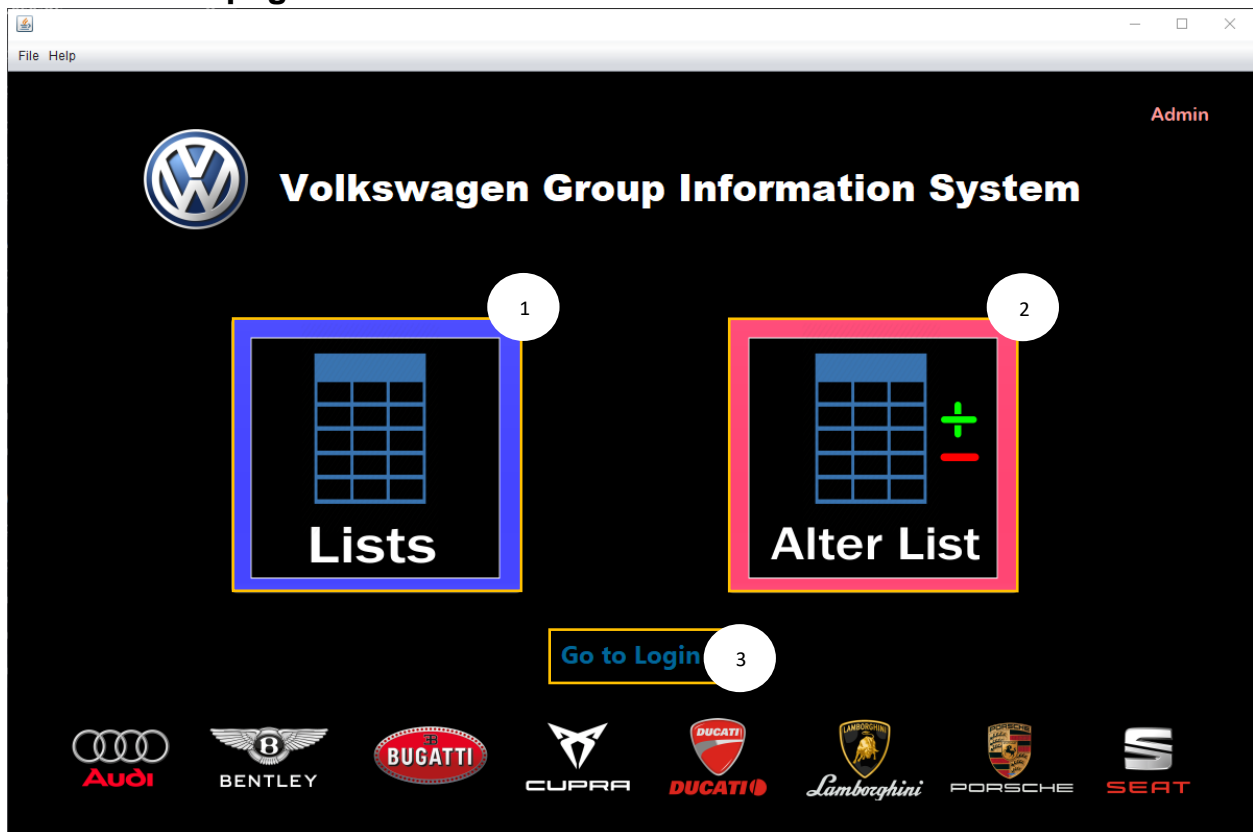 File Help
Admin
Volkswagen Group Information System
1
2
Lists
Alter List
Go to Login
3
Audi
BENTLEY
BUGATTI
CUPRA
DUCATI
DUCATI
LAMBORGHINI
Lamborghini
PORSCHE
PORSCHE
SEAT